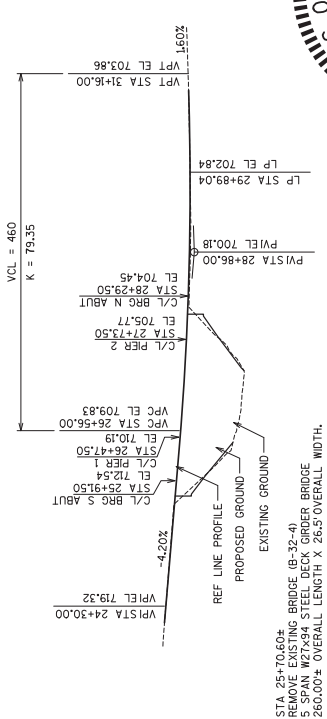 VCL = 460
K = 79.35
VPI STA 24+30.00
VPI EL 719.32
-4.20%
C/L BRG S ABUT
STA 25+91.50
EL 712.54
C/L PIER 1
STA 26+47.50
EL 710.19
VPC STA 26+56.00
VPC EL 709.83
C/L PIER 2
STA 27+73.50
EL 705.77
C/L BRG N ABUT
STA 28+29.50
EL 704.45
PVI STA 28+86.00
PVI EL 700.18
LP STA 29+89.04
LP EL 702.84
VPT STA 31+16.00
VPT EL 703.86
1.60%
REF LINE PROFILE
PROPOSED GROUND
EXISTING GROUND
STA 25+70.60±
REMOVE EXISTING BRIDGE (B-32-4)
5 SPAN W27x94 STEEL DECK GIRDER BRIDGE
260.00'± OVERALL LENGTH X 26.5' OVERALL WIDTH.